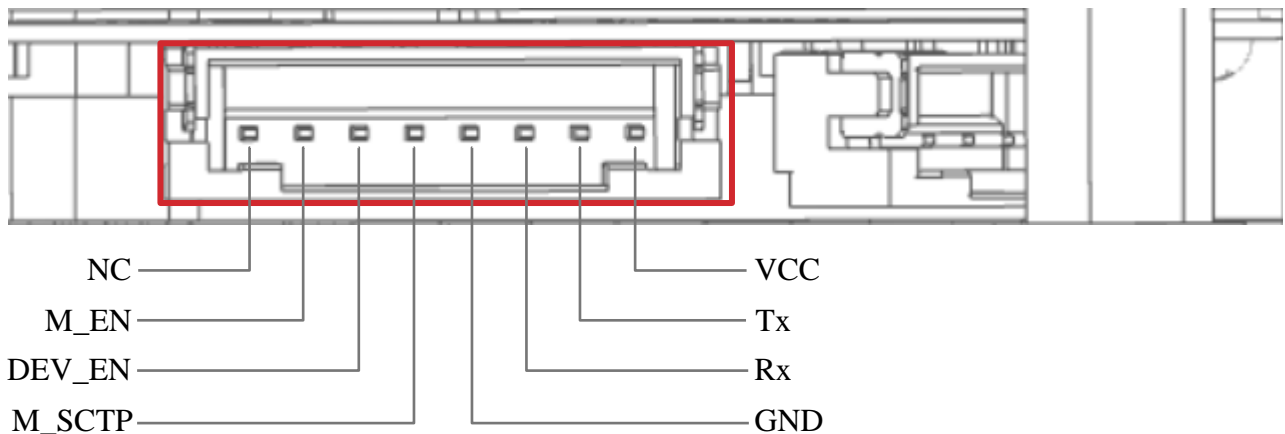 NC
VCC
M_EN
Tx
DEV_EN
Rx
M_SCTP
GND